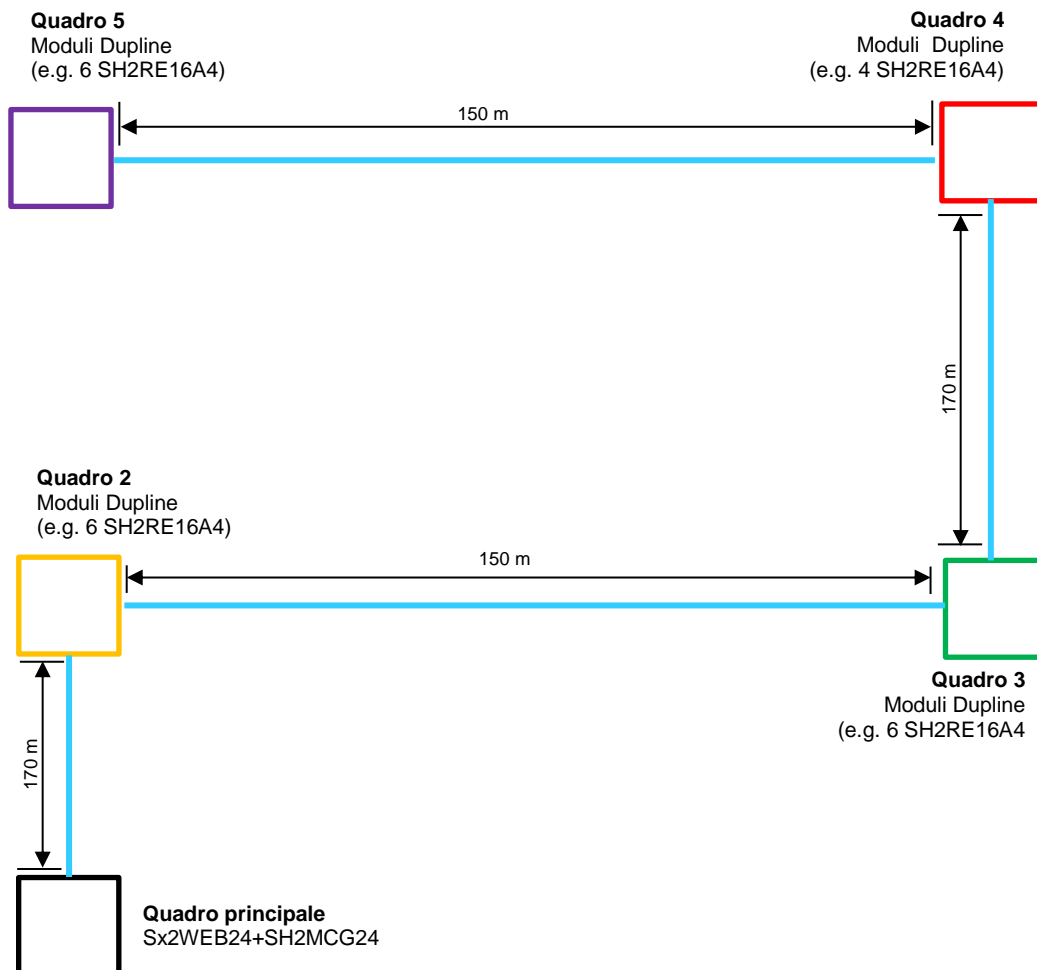 Quadro 5
Moduli Dupline
(e.g. 6 SH2RE16A4)
Quadro 4
Moduli Dupline
(e.g. 4 SH2RE16A4)
150 m
170 m
Quadro 2
Moduli Dupline
(e.g. 6 SH2RE16A4)
150 m
Quadro 3
Moduli Dupline
(e.g. 6 SH2RE16A4
170 m
Quadro principale
Sx2WEB24+SH2MCG24